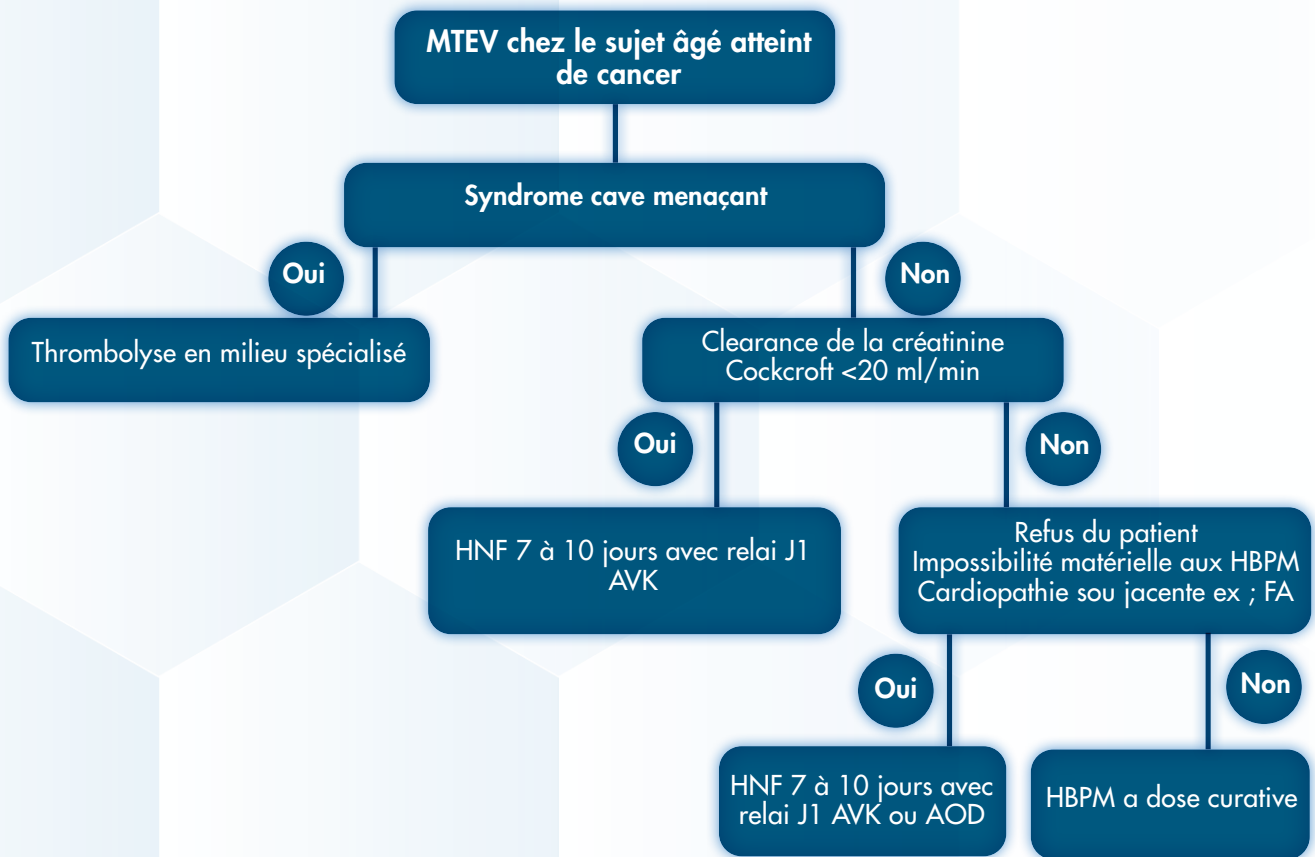 MTEV chez le sujet âgé atteint
de cancer
Syndrome cave menaçant
Oui
Non
Thrombolyse en milieu spécialisé
Clearance de la créatinine
Cockcroft <20 ml/min
Oui
Non
HNF 7 à 10 jours avec relai J1
AVK
Refus du patient
Impossibilité matérielle aux HBPM
Cardiopathie sou jacente ex ; FA
Oui
Non
HNF 7 à 10 jours avec
relai J1 AVK ou AOD
HBPM a dose curative